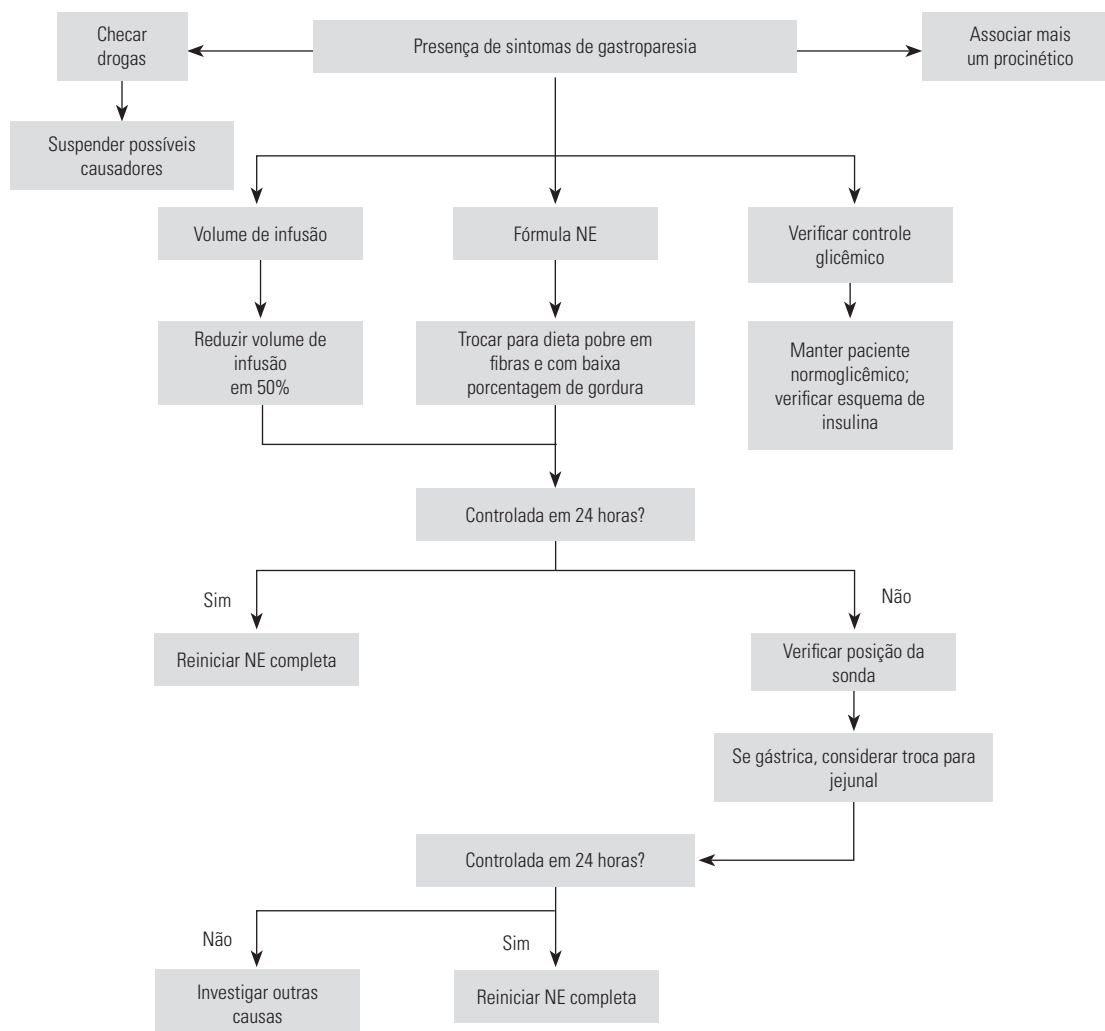 Checar
drogas
Presença de sintomas de gastroparesia
Associar mais
um procinético
Suspender possíveis
causadores
Volume de infusão
Fórmula NE
Verificar controle
glicêmico
Reduzir volume de
infusão
em 50%
Trocar para dieta pobre em
fibras e com baixa
porcentagem de gordura
Manter paciente
normoglicêmico;
verificar esquema de
insulina
Controlada em 24 horas?
Sim
Não
Reiniciar NE completa
Verificar posição da
sonda
Se gástrica, considerar troca para
jejunal
Controlada em 24 horas?
Não
Sim
Investigar outras
causas
Reiniciar NE completa